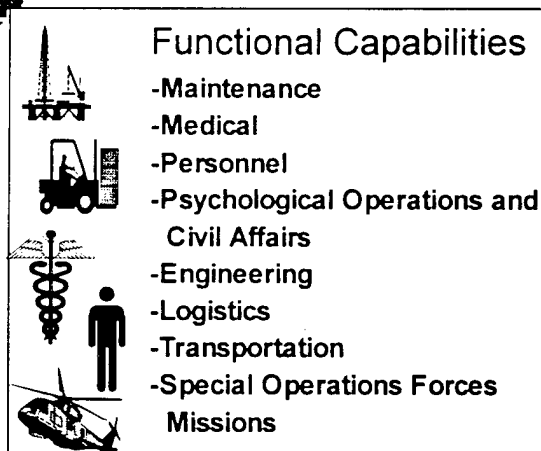 Functional Capabilities
-Maintenance
-Medical
-Personnel
-Psychological Operations and
Civil Affairs
-Engineering
-Logistics
-Transportation
-Special Operations Forces
Missions